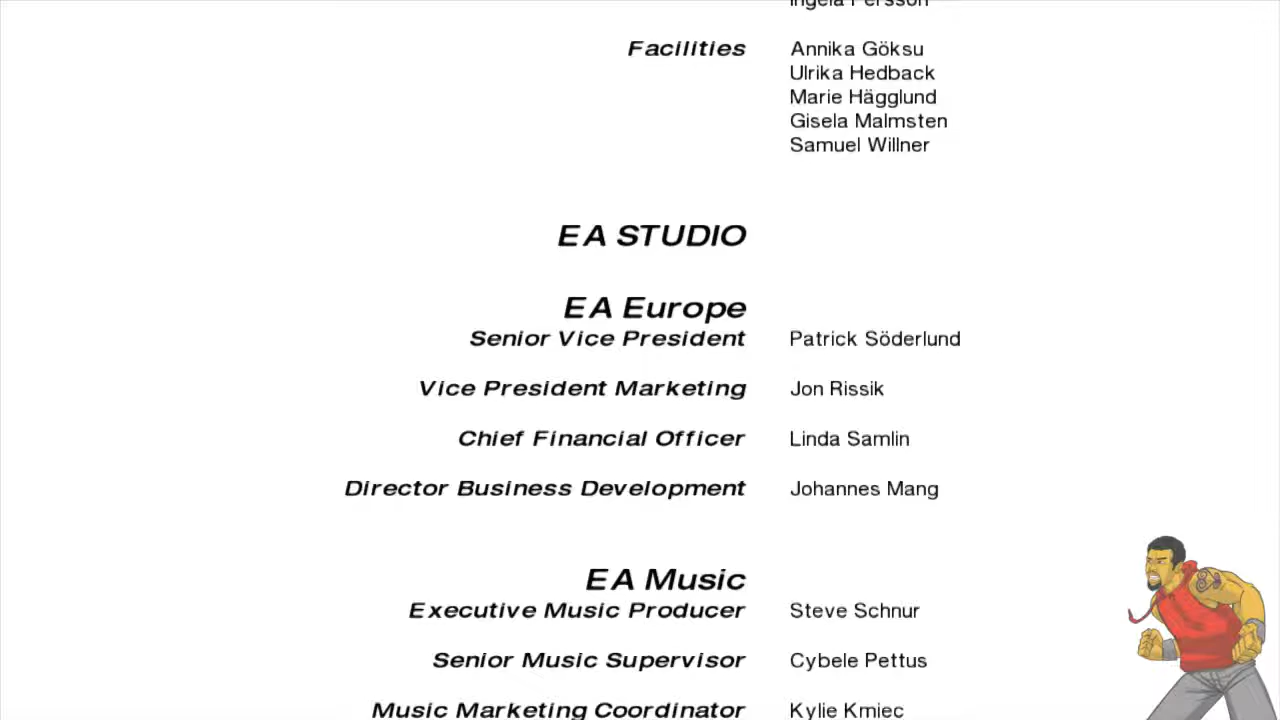 Ingela Persson
Facilities Annika Göksu
Ulrika Hedback
Marie Hägglund
Gisela Malmsten
Samuel Willner
EA STUDIO
EA Europe
Senior Vice President Patrick Söderlund
Vice President Marketing Jon Rissik
Chief Financial Officer Linda Samlin
Director Business Development Johannes Mang
EA Music
Executive Music Producer Steve Schnur
Senior Music Supervisor Cybele Pettus
Music Marketing Coordinator Kylie Kmiec